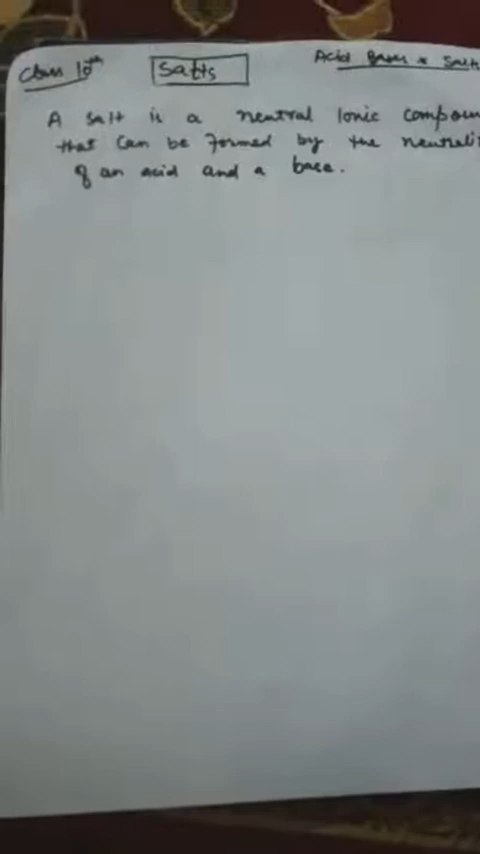 Class 10th Salts Acid Bases & Salts
A Salt is a neutral Ionic Compoun
that Can be formed by the neutrali
of an acid and a base.